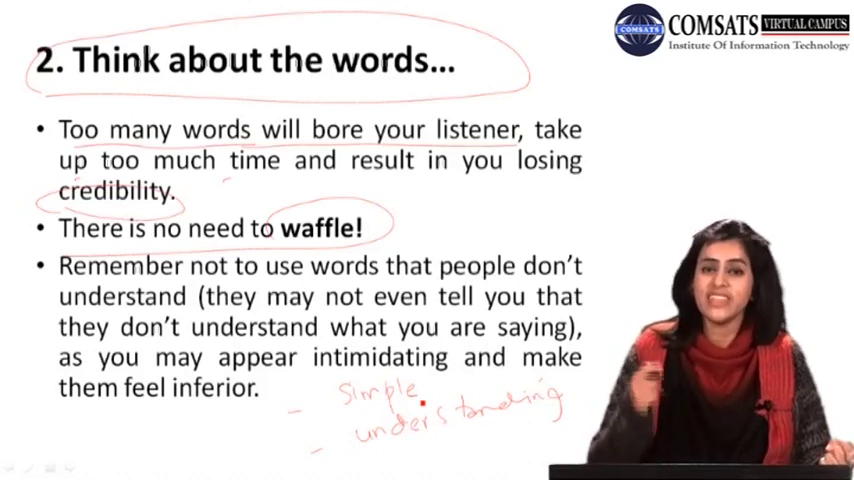 COMSATS VIRTUAL CAMPUS
COMSATS
Institute Of Information Technology
2. Think about the words...
• Too many words will bore your listener, take
up too much time and result in you losing
credibility.
• There is no need to waffle!
• Remember not to use words that people don't
understand (they may not even tell you that
they don't understand what you are saying),
as you may appear intimidating and make
them feel inferior.
- simple
- understanding